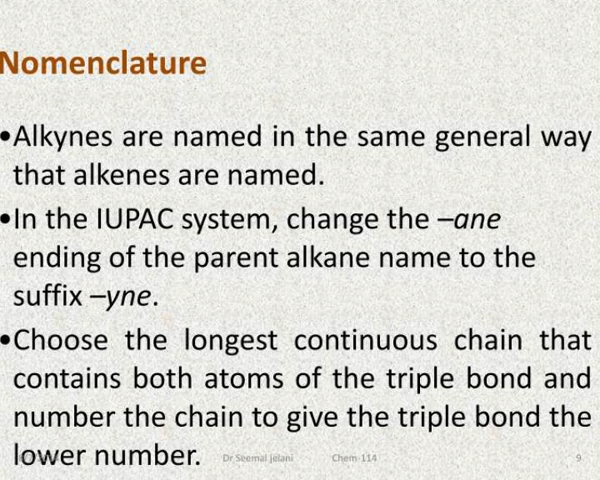 Nomenclature
•Alkynes are named in the same general way
that alkenes are named.
•In the IUPAC system, change the –ane
ending of the parent alkane name to the
suffix –yne.
•Choose the longest continuous chain that
contains both atoms of the triple bond and
number the chain to give the triple bond the
lower number.
Dr Seemal Jelani Chem-114 9